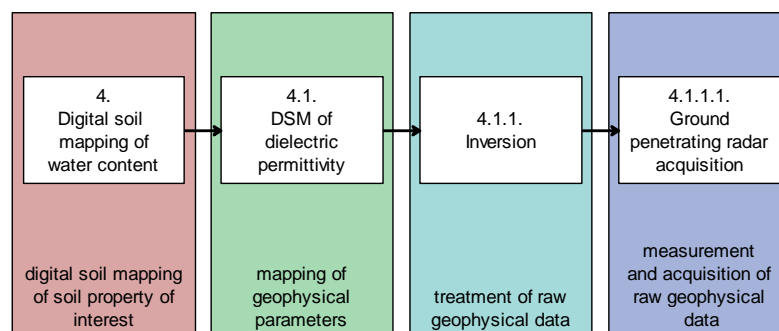 4.
Digital soil
mapping of
water content
4.1.
DSM of
dielectric
permittivity
4.1.1.
Inversion
4.1.1.1.
Ground
penetrating radar
acquisition
digital soil mapping
of soil property of
interest
mapping of
geophysical
parameters
treatment of raw
geophysical data
measurement
and acquisition of
raw geophysical
data